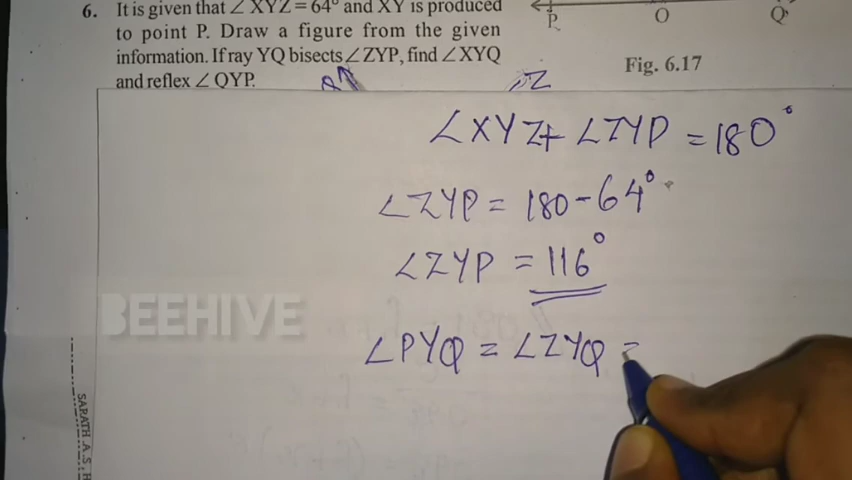 6. It is given that ∠ XYZ = 64° and XY is produced
to point P. Draw a figure from the given
information. If ray YQ bisects ∠ ZYP, find ∠ XYQ
and reflex ∠ QYP.
P O Q
Fig. 6.17
Z
∠XYZ + ∠ZYP = 180°
∠ZYP = 180 - 64°
∠ZYP = 116°
BEEHIVE
∠PYQ = ∠ZYQ =
SARATH .A.S, H